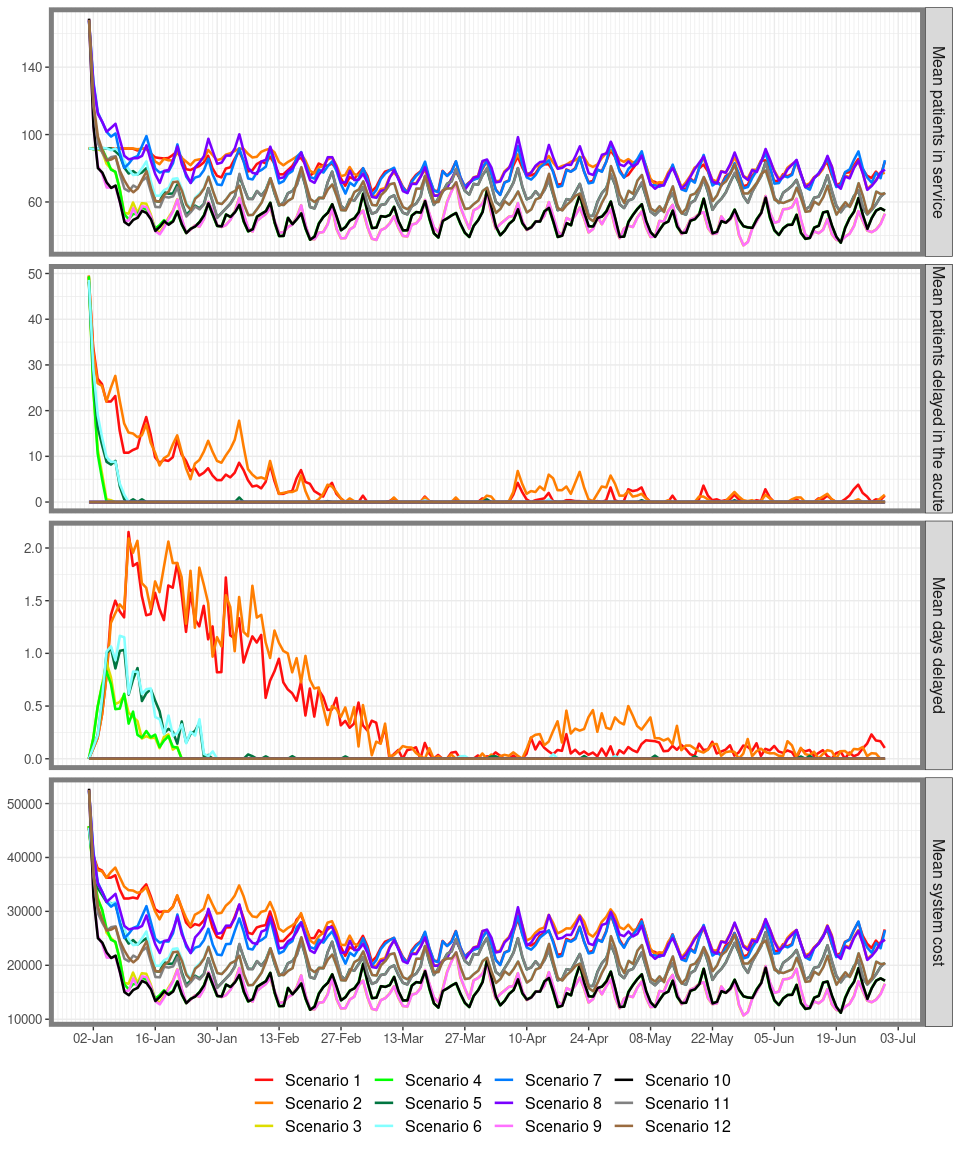 140
100
60
Mean patients in service
50
40
30
20
10
0
Mean patients delayed in the acute
2.0
1.5
1.0
0.5
0.0
Mean days delayed
50000
40000
30000
20000
10000
Mean system cost
02-Jan 16-Jan 30-Jan 13-Feb 27-Feb 13-Mar 27-Mar 10-Apr 24-Apr 08-May 22-May 05-Jun 19-Jun 03-Jul
Scenario 1 Scenario 4 Scenario 7 Scenario 10
Scenario 2 Scenario 5 Scenario 8 Scenario 11
Scenario 3 Scenario 6 Scenario 9 Scenario 12